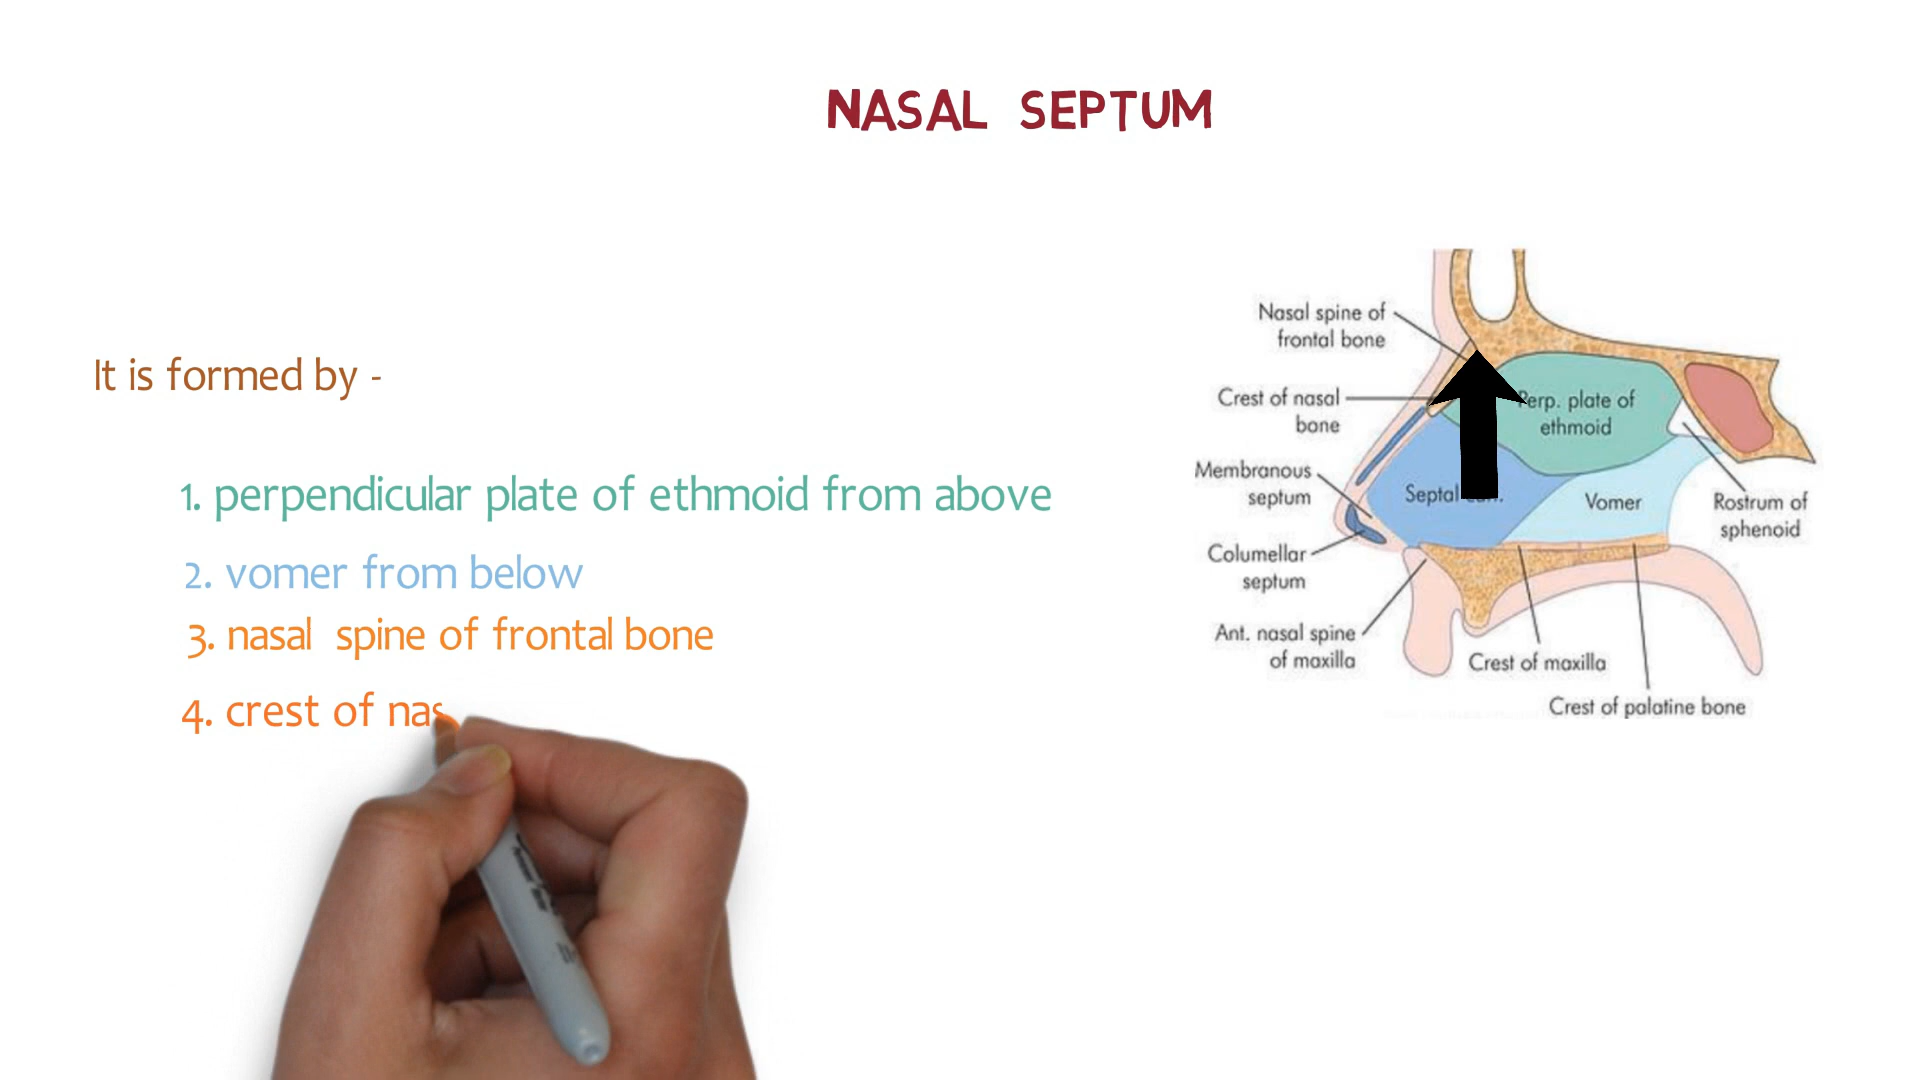 NASAL SEPTUM
It is formed by -
1. perpendicular plate of ethmoid from above
2. vomer from below
3. nasal spine of frontal bone
4. crest of nas
Nasal spine of
frontal bone
Crest of nasal
bone
Membranous
septum
Columellar
septum
Ant. nasal spine
of maxilla
Perp. plate of
ethmoid
Septal
Vomer
Rostrum of
sphenoid
Crest of maxilla
Crest of palatine bone